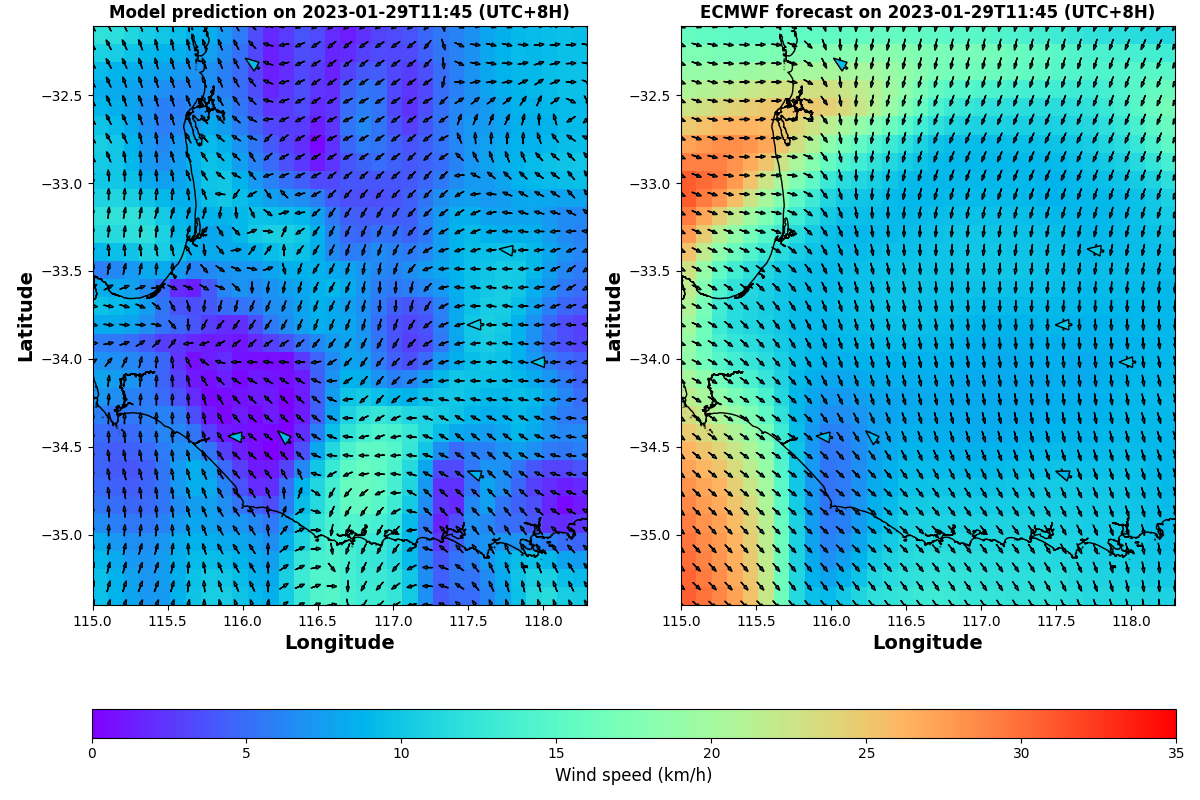 Model prediction on 2023-01-29T11:45 (UTC+8H)
−32.5
−33.0
−33.5
−34.0
−34.5
−35.0
Latitude
115.0 115.5 116.0 116.5 117.0 117.5 118.0
Longitude
ECMWF forecast on 2023-01-29T11:45 (UTC+8H)
−32.5
−33.0
−33.5
−34.0
−34.5
−35.0
Latitude
115.0 115.5 116.0 116.5 117.0 117.5 118.0
Longitude
0 5 10 15 20 25 30 35
Wind speed (km/h)